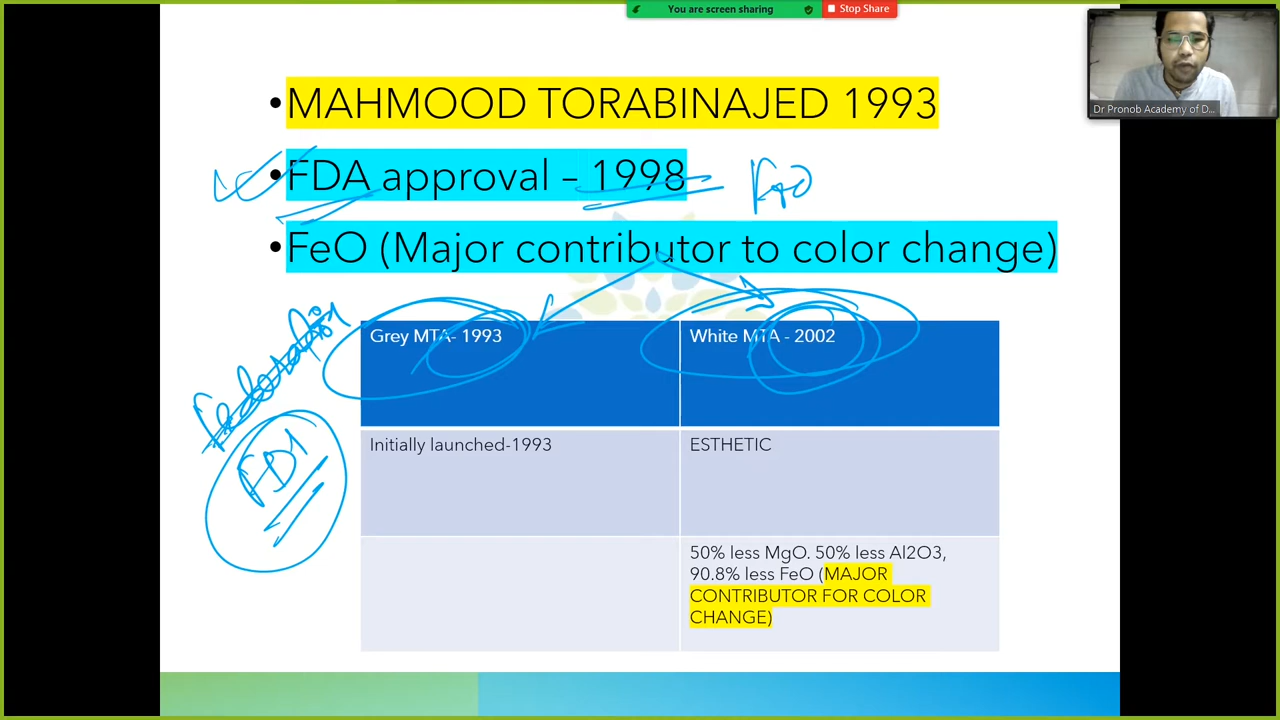 You are screen sharing
Stop Share
Dr Pronob Academy of D...
•MAHMOOD TORABINAJED 1993
•FDA approval – 1998
FeO
•FeO (Major contributor to color change)
Grey MTA- 1993
White MTA - 2002
Initially launched-1993
ESTHETIC
FDI
50% less MgO. 50% less Al2O3,
90.8% less FeO (MAJOR
CONTRIBUTOR FOR COLOR
CHANGE)